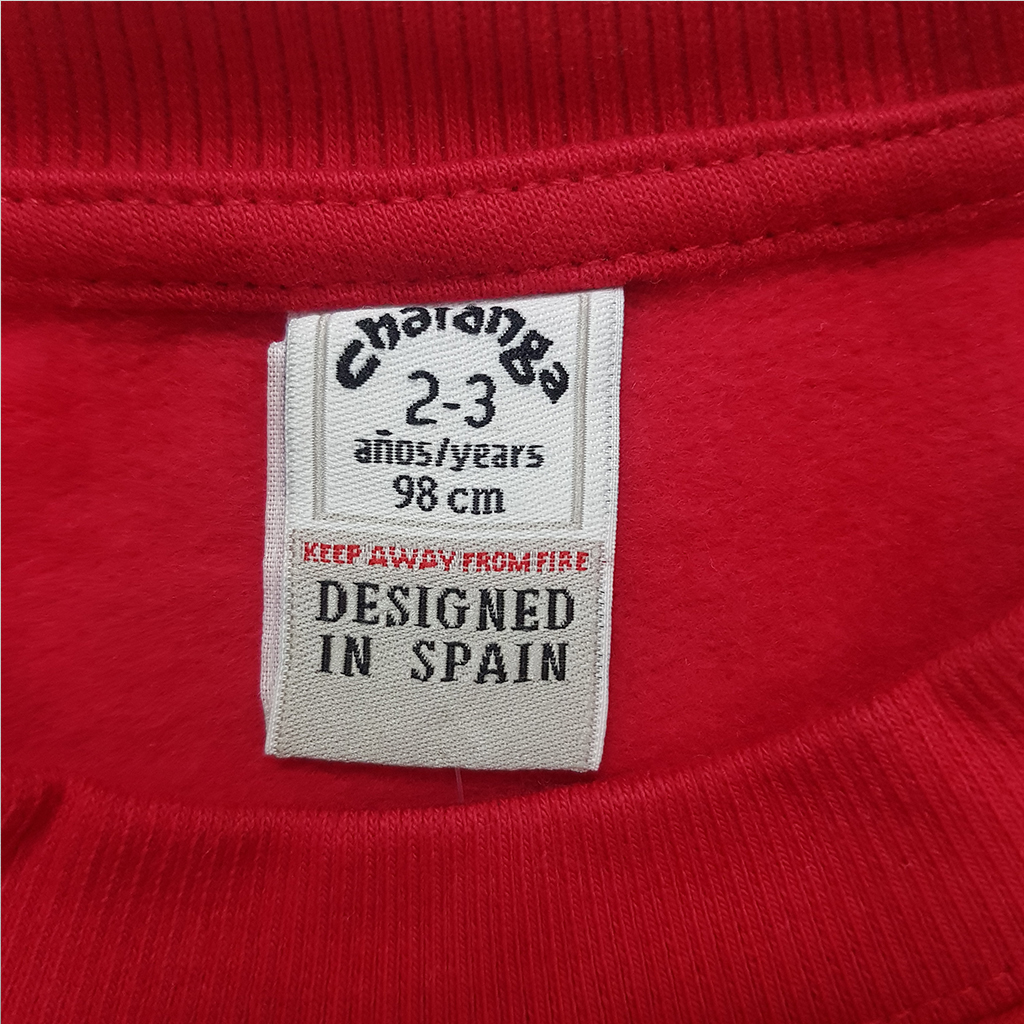 charanga
2-3
años/years
98 cm
KEEP AWAY FROM FIRE
DESIGNED
IN SPAIN